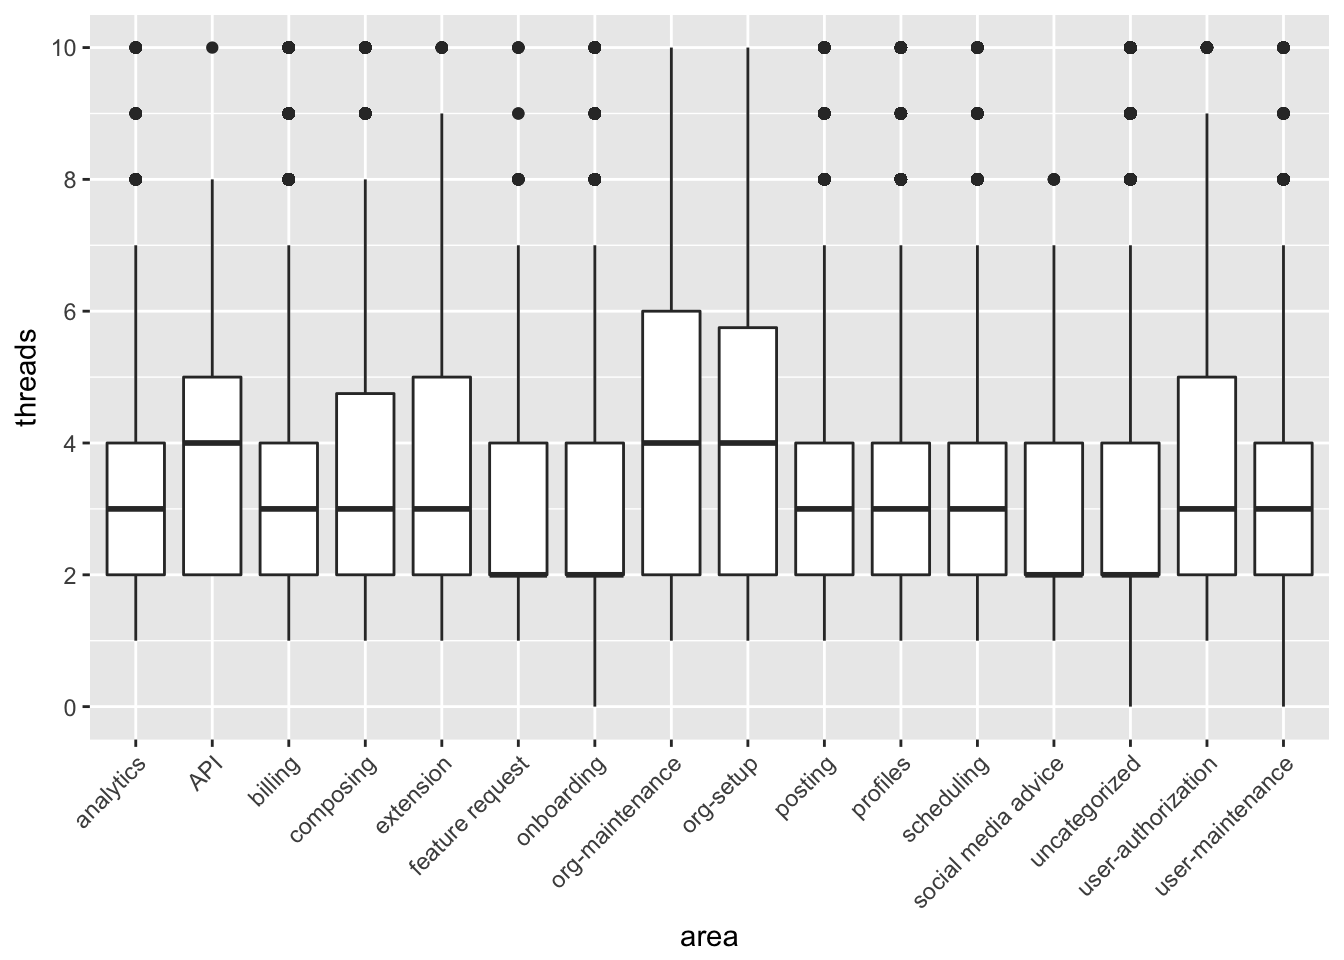 10
8
6
4
2
0
threads
analytics
API
billing
composing
extension
feature request
onboarding
org-maintenance
org-setup
posting
profiles
scheduling
social media advice
uncategorized
user-authorization
user-maintenance
area